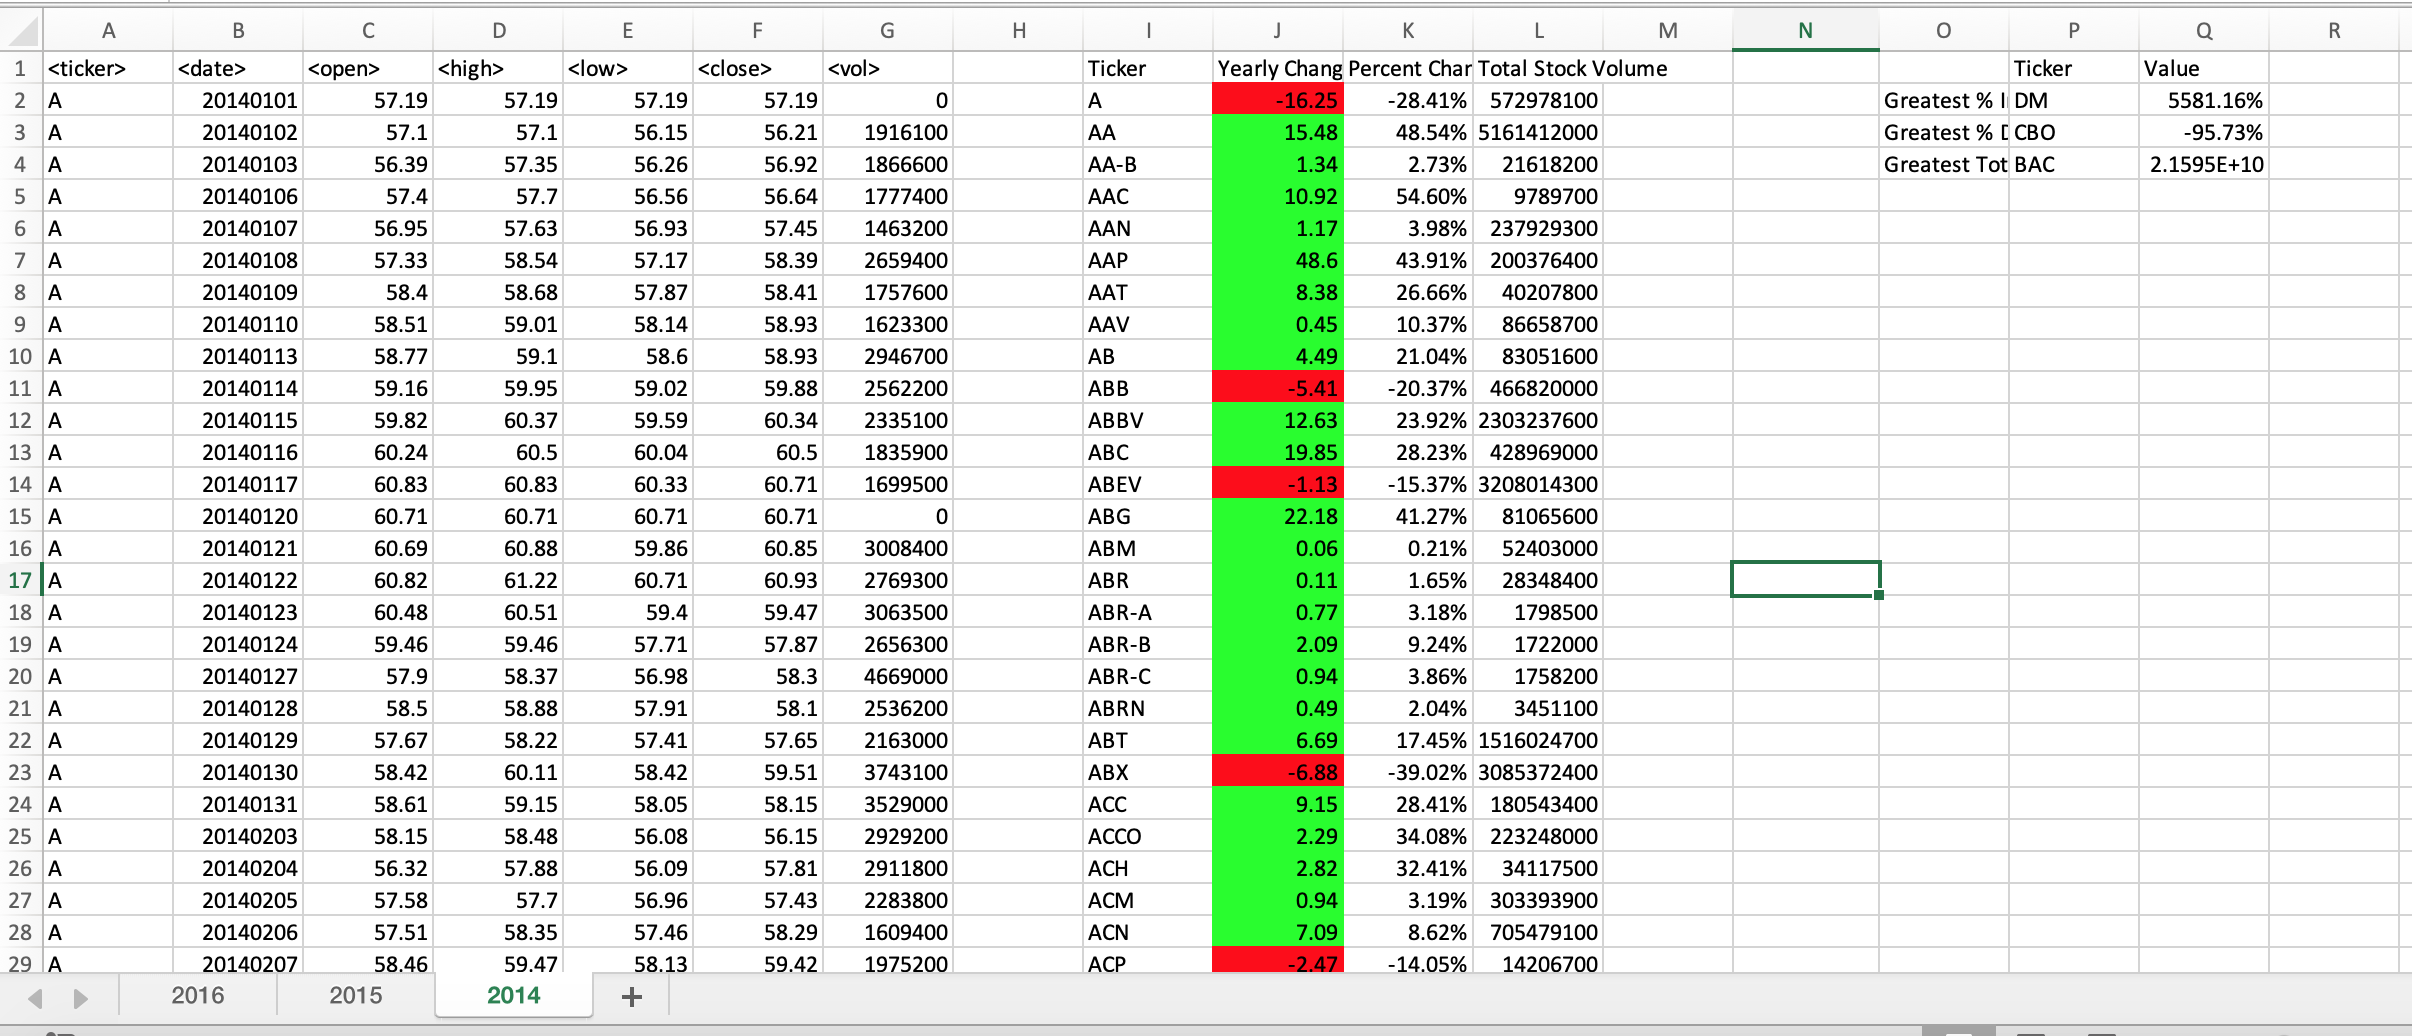 A B C D E F G H I J K L M N O P Q R
1 <ticker> <date> <open> <high> <low> <close> <vol> Ticker Yearly Chang Percent Char Total Stock Volume Ticker Value
2 A 20140101 57.19 57.19 57.19 57.19 0 A -16.25 -28.41% 572978100 Greatest % I DM 5581.16%
3 A 20140102 57.1 57.1 56.15 56.21 1916100 AA 15.48 48.54% 5161412000 Greatest % D CBO -95.73%
4 A 20140103 56.39 57.35 56.26 56.92 1866600 AA-B 1.34 2.73% 21618200 Greatest Tot BAC 2.1595E+10
5 A 20140106 57.4 57.7 56.56 56.64 1777400 AAC 10.92 54.60% 9789700
6 A 20140107 56.95 57.63 56.93 57.45 1463200 AAN 1.17 3.98% 237929300
7 A 20140108 57.33 58.54 57.17 58.39 2659400 AAP 48.6 43.91% 200376400
8 A 20140109 58.4 58.68 57.87 58.41 1757600 AAT 8.38 26.66% 40207800
9 A 20140110 58.51 59.01 58.14 58.93 1623300 AAV 0.45 10.37% 86658700
10 A 20140113 58.77 59.1 58.6 58.93 2946700 AB 4.49 21.04% 83051600
11 A 20140114 59.16 59.95 59.02 59.88 2562200 ABB -5.41 -20.37% 466820000
12 A 20140115 59.82 60.37 59.59 60.34 2335100 ABBV 12.63 23.92% 2303237600
13 A 20140116 60.24 60.5 60.04 60.5 1835900 ABC 19.85 28.23% 428969000
14 A 20140117 60.83 60.83 60.33 60.71 1699500 ABEV -1.13 -15.37% 3208014300
15 A 20140120 60.71 60.71 60.71 60.71 0 ABG 22.18 41.27% 81065600
16 A 20140121 60.69 60.88 59.86 60.85 3008400 ABM 0.06 0.21% 52403000
17 A 20140122 60.82 61.22 60.71 60.93 2769300 ABR 0.11 1.65% 28348400
18 A 20140123 60.48 60.51 59.4 59.47 3063500 ABR-A 0.77 3.18% 1798500
19 A 20140124 59.46 59.46 57.71 57.87 2656300 ABR-B 2.09 9.24% 1722000
20 A 20140127 57.9 58.37 56.98 58.3 4669000 ABR-C 0.94 3.86% 1758200
21 A 20140128 58.5 58.88 57.91 58.1 2536200 ABRN 0.49 2.04% 3451100
22 A 20140129 57.67 58.22 57.41 57.65 2163000 ABT 6.69 17.45% 1516024700
23 A 20140130 58.42 60.11 58.42 59.51 3743100 ABX -6.88 -39.02% 3085372400
24 A 20140131 58.61 59.15 58.05 58.15 3529000 ACC 9.15 28.41% 180543400
25 A 20140203 58.15 58.48 56.08 56.15 2929200 ACCO 2.29 34.08% 223248000
26 A 20140204 56.32 57.88 56.09 57.81 2911800 ACH 2.82 32.41% 34117500
27 A 20140205 57.58 57.7 56.96 57.43 2283800 ACM 0.94 3.19% 303393900
28 A 20140206 57.51 58.35 57.46 58.29 1609400 ACN 7.09 8.62% 705479100
29 A 20140207 58.46 59.47 58.13 59.42 1975200 ACP -2.47 -14.05% 14206700
2016 2015 2014 +